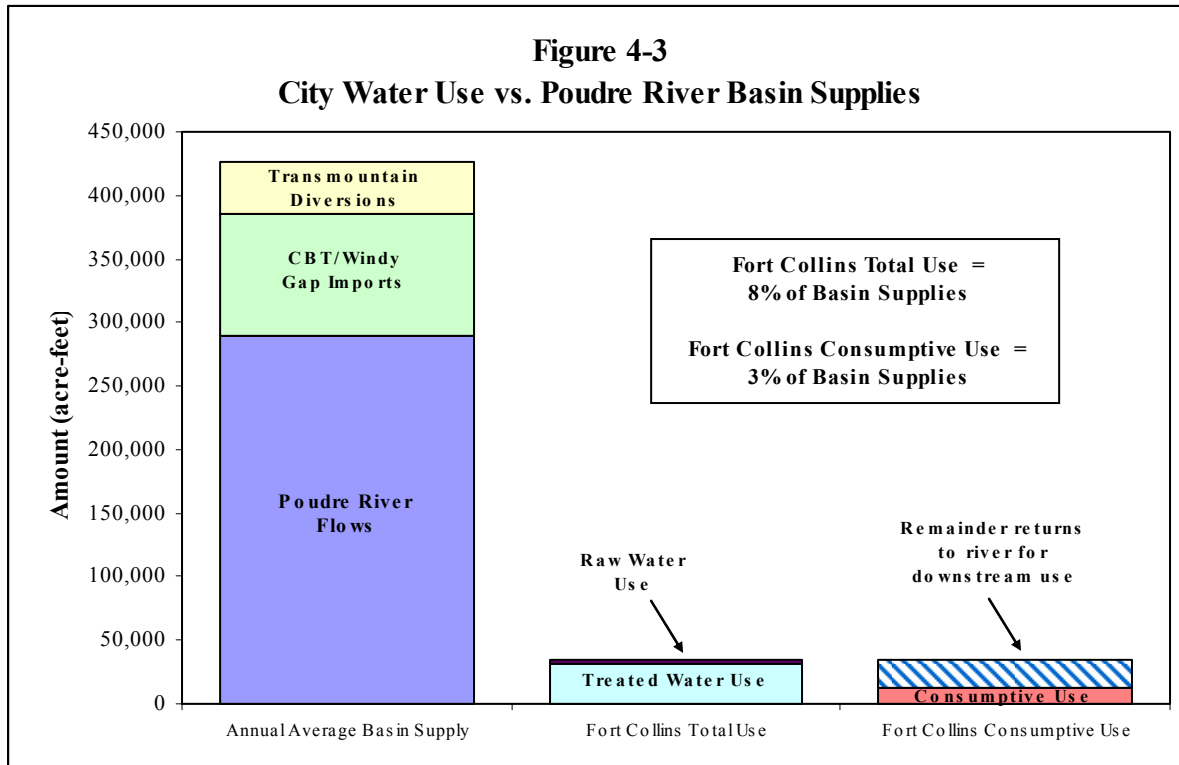 Figure 4-3
City Water Use vs. Poudre River Basin Supplies
Amount (acre-feet)
450,000
400,000
350,000
300,000
250,000
200,000
150,000
100,000
50,000
0
Transmountain
Diversions
CBT/Windy
Gap Imports
Poudre River
Flows
Fort Collins Total Use =
8% of Basin Supplies
Fort Collins Consumptive Use =
3% of Basin Supplies
Raw Water
Use
Treated Water Use
Remainder returns
to river for
downstream use
Consumptive Use
Annual Average Basin Supply
Fort Collins Total Use
Fort Collins Consumptive Use